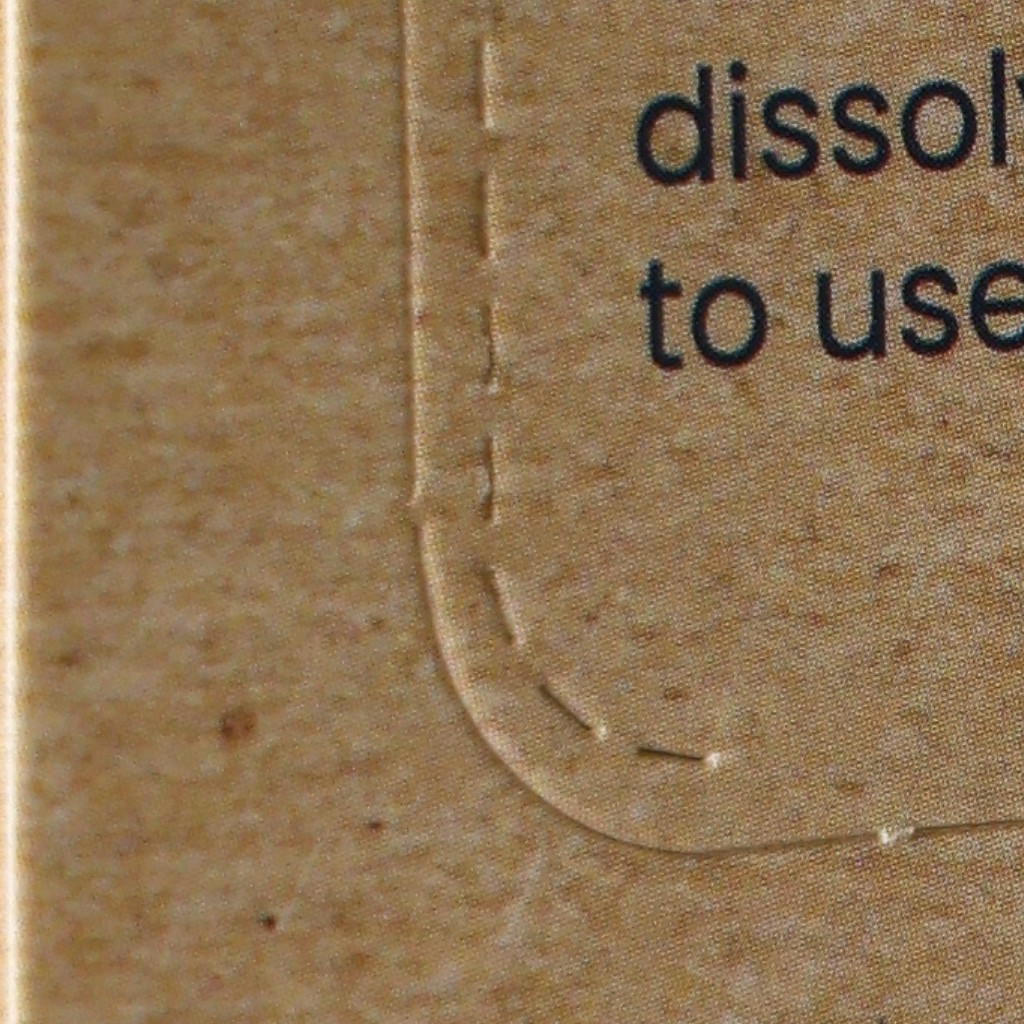 dissol
to use